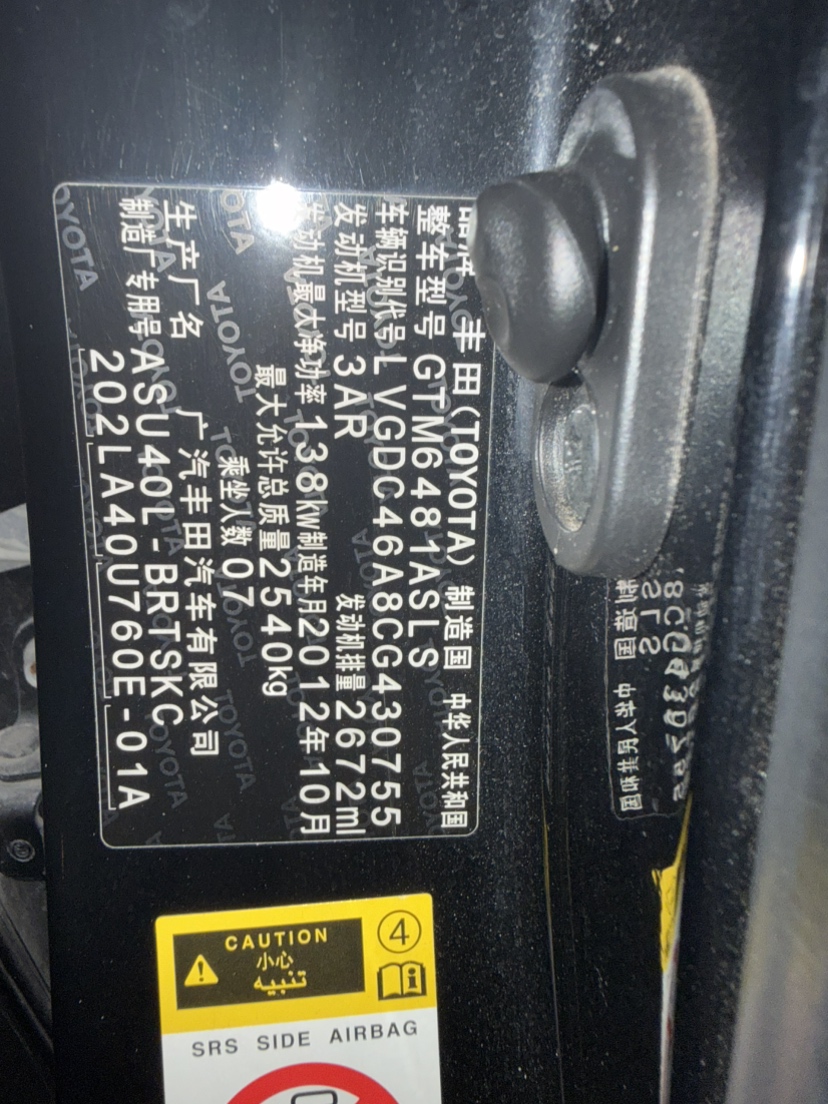 品牌 丰田(TOYOTA) 制造国 中华人民共和国
整车型号 GTM6481ASLS
车辆识别代号 LVGDC46A8CG430755
发动机型号 3AR 发动机排量 2672ml
发动机最大净功率 138kw 制造年月 2012年10月
最大允许总质量 2540kg
乘坐人数 07
生产厂名 广汽丰田汽车有限公司
制造厂专用号 ASU40L-BRTSKC
202LA40U760E-01A
4
CAUTION
小心
تنبيه
SRS SIDE AIRBAG